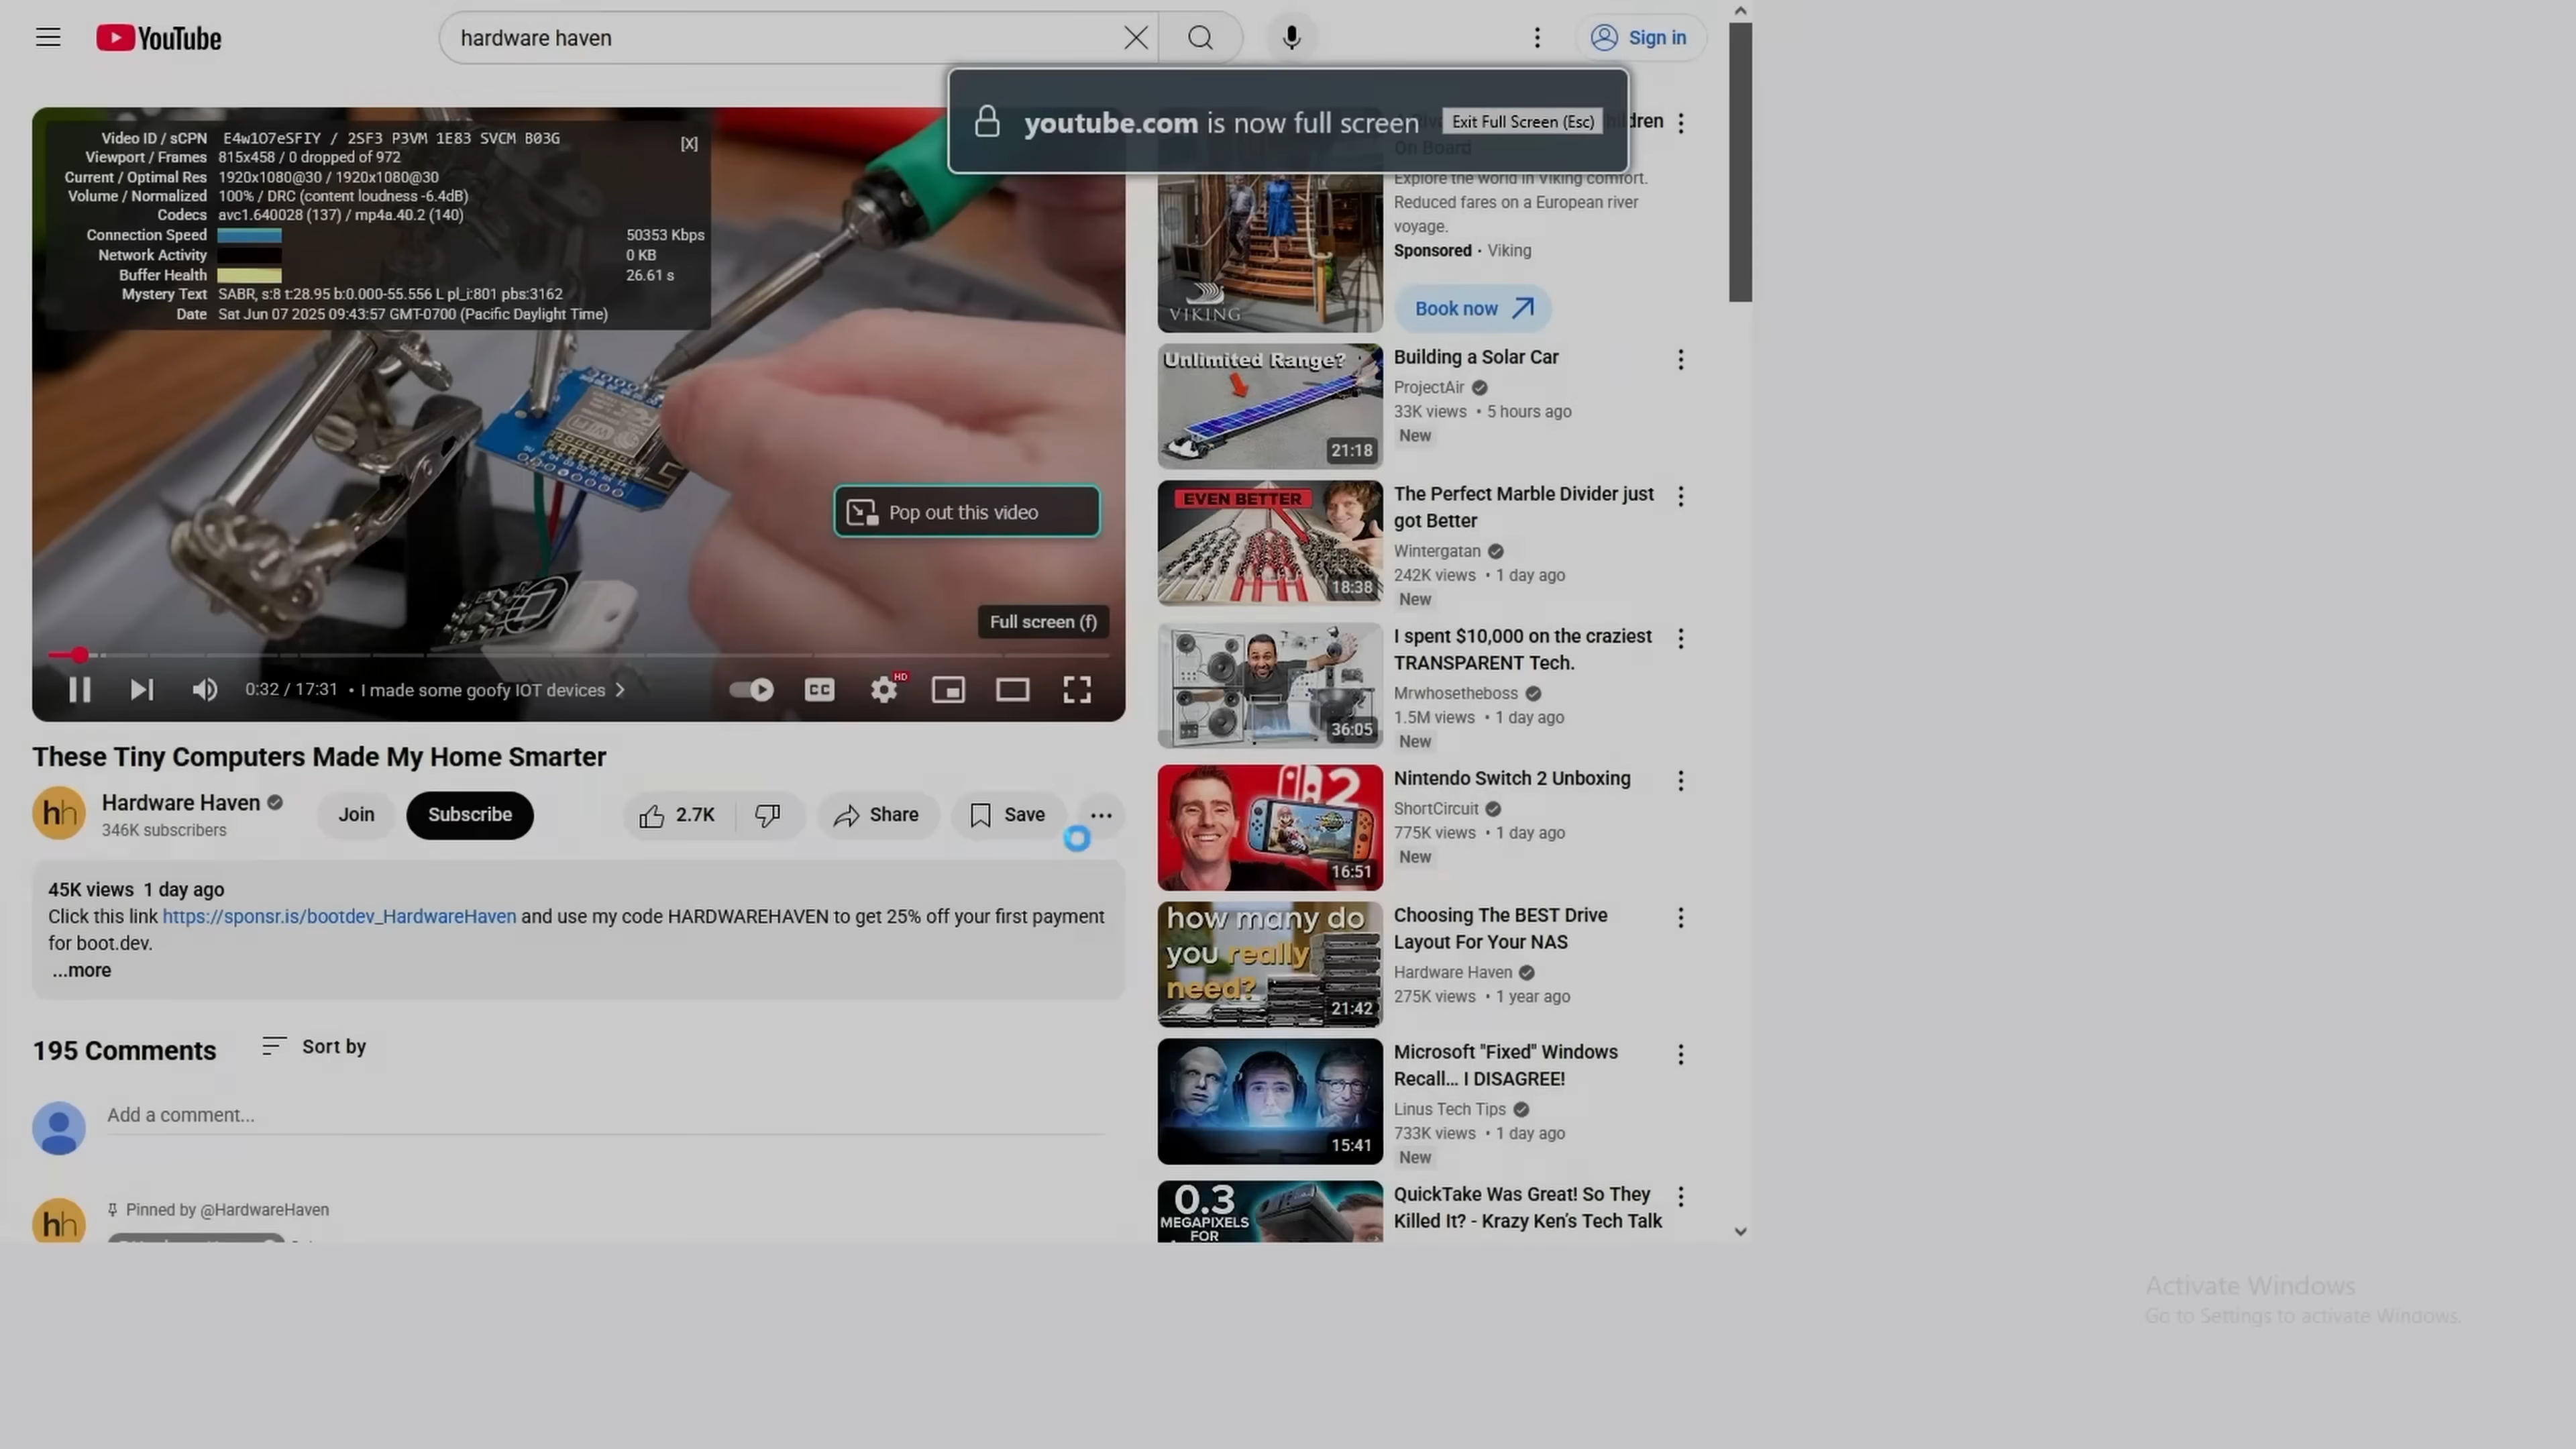 YouTube
hardware haven
Sign in
youtube.com is now full screen
Exit Full Screen (Esc)
Video ID / sCPN E4w1O7eSFIY / 2SF3 P3VM 1E83 SVCM B03G
[X]
Viewport / Frames 815x458 / 0 dropped of 972
Current / Optimal Res 1920x1080@30 / 1920x1080@30
Volume / Normalized 100% / DRC (content loudness -6.4dB)
Codecs avc1.640028 (137) / mp4a.40.2 (140)
Connection Speed 50353 Kbps
Network Activity 0 KB
Buffer Health 26.61 s
Mystery Text SABR, s:8 t:28.95 b:0.000-55.556 L pl_i:801 pbs:3162
Date Sat Jun 07 2025 09:43:57 GMT-0700 (Pacific Daylight Time)
WiFi
Pop out this video
Full screen (f)
0:32 / 17:31 • I made some goofy IOT devices
CC
HD
These Tiny Computers Made My Home Smarter
hh
Hardware Haven
346K subscribers
Join
Subscribe
2.7K
Share
Save
45K views 1 day ago
Click this link https://sponsr.is/bootdev_HardwareHaven and use my code HARDWAREHAVEN to get 25% off your first payment
for boot.dev.
...more
195 Comments
Sort by
Add a comment...
hh
Pinned by @HardwareHaven
On Board
Explore the world in Viking comfort.
Reduced fares on a European river
voyage.
Sponsored · Viking
Book now
VIKING
Unlimited Range?
21:18
Building a Solar Car
ProjectAir
33K views • 5 hours ago
New
EVEN BETTER
18:38
The Perfect Marble Divider just
got Better
Wintergatan
242K views • 1 day ago
New
36:05
I spent $10,000 on the craziest
TRANSPARENT Tech.
Mrwhosetheboss
1.5M views • 1 day ago
New
2
16:51
Nintendo Switch 2 Unboxing
ShortCircuit
775K views • 1 day ago
New
how many do
you really
need?
21:42
Choosing The BEST Drive
Layout For Your NAS
Hardware Haven
275K views • 1 year ago
15:41
Microsoft "Fixed" Windows
Recall... I DISAGREE!
Linus Tech Tips
733K views • 1 day ago
New
0.3
MEGAPIXELS
FOR
QuickTake Was Great! So They
Killed It? - Krazy Ken's Tech Talk
Activate Windows
Go to Settings to activate Windows.